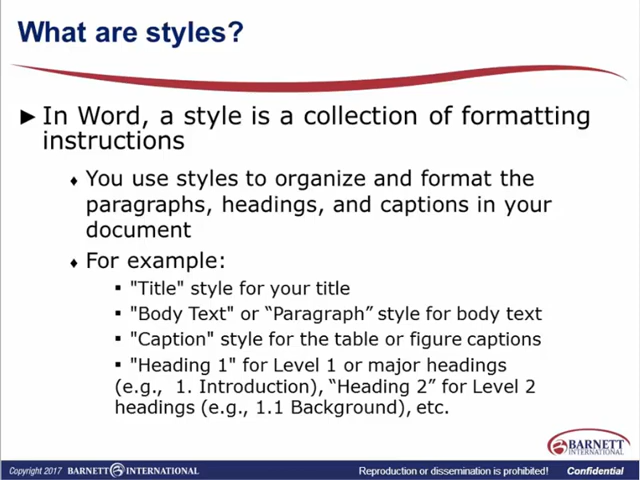 What are styles?
► In Word, a style is a collection of formatting
instructions
♦ You use styles to organize and format the
paragraphs, headings, and captions in your
document
♦ For example:
▪ "Title" style for your title
▪ "Body Text" or “Paragraph” style for body text
▪ "Caption" style for the table or figure captions
▪ "Heading 1" for Level 1 or major headings
(e.g., 1. Introduction), “Heading 2” for Level 2
headings (e.g., 1.1 Background), etc.
BARNETT
INTERNATIONAL
Copyright 2017 BARNETT INTERNATIONAL Reproduction or dissemination is prohibited! Confidential